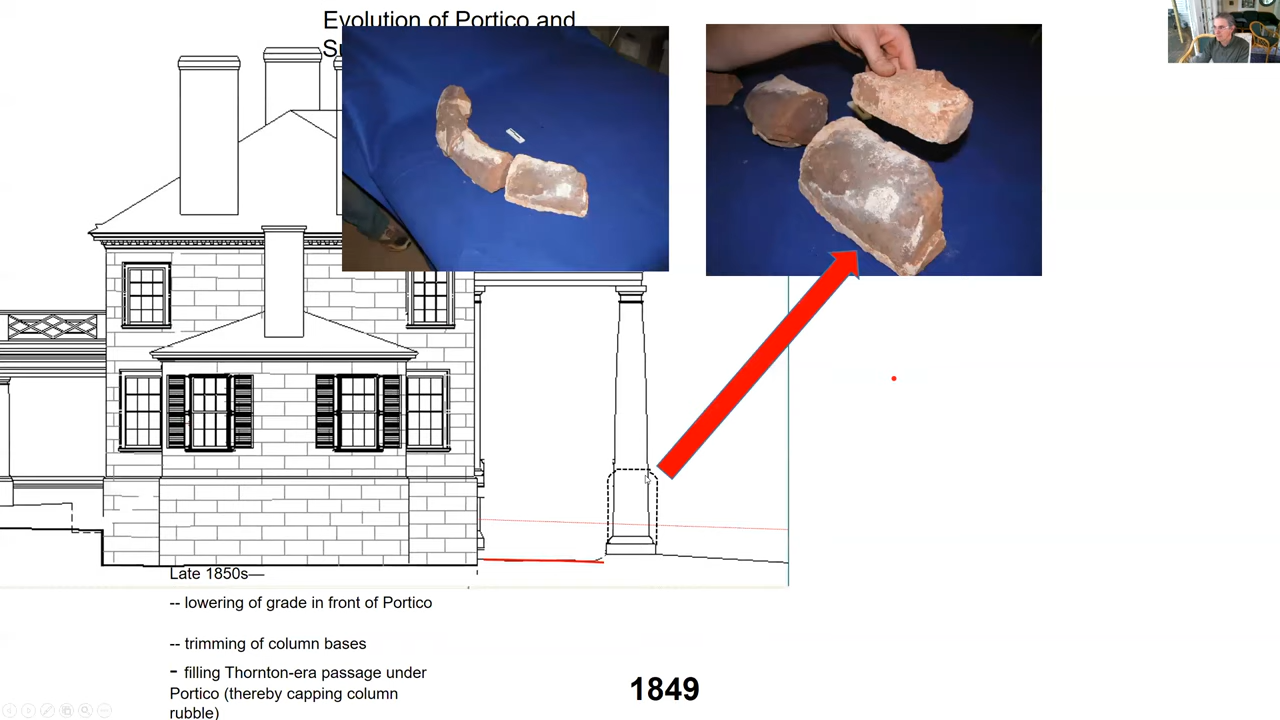 Evolution of Portico and
Late 1850s—
-- lowering of grade in front of Portico
-- trimming of column bases
- filling Thornton-era passage under
Portico (thereby capping column
rubble)
1849